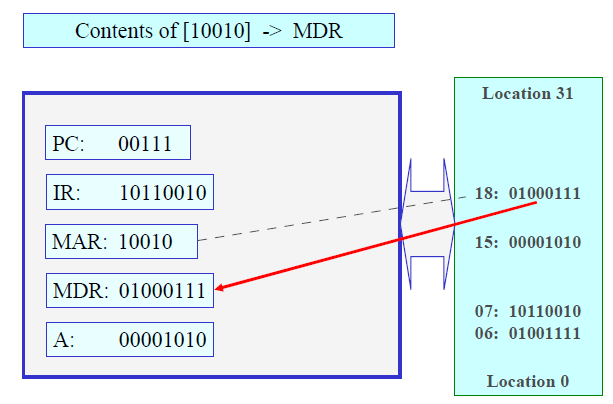 Contents of [10010] -> MDR
PC: 00111
IR: 10110010
MAR: 10010
MDR: 01000111
A: 00001010
Location 31
18: 01000111
15: 00001010
07: 10110010
06: 01001111
Location 0